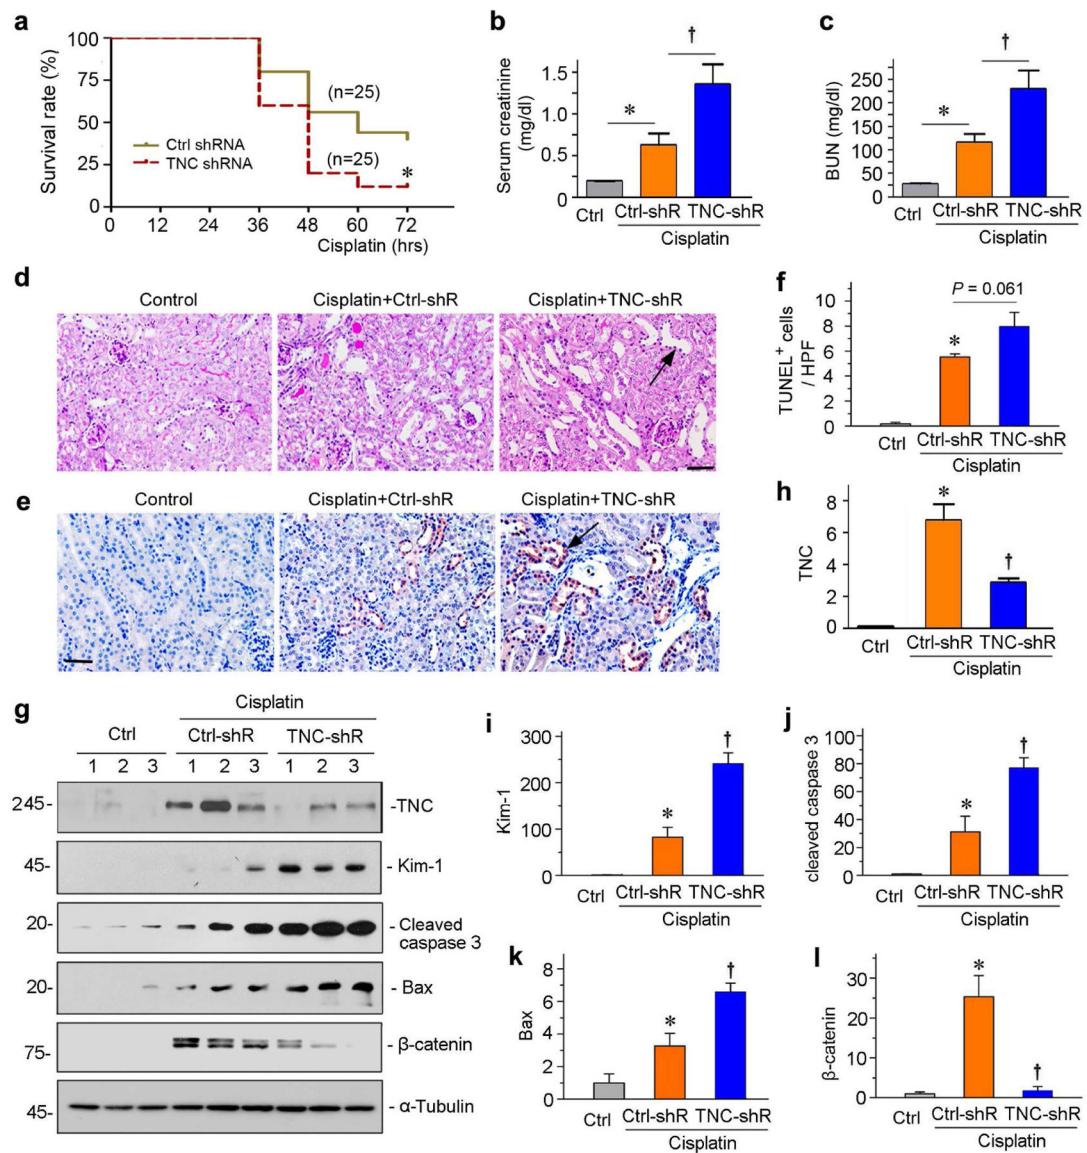 a
Survival rate (%)
100
75
50
25
0
(n=25)
(n=25)
*
Ctrl shRNA
TNC shRNA
0 12 24 36 48 60 72
Cisplatin (hrs)
b
Serum creatinine
(mg/dl)
1.5
1.0
0.5
0
*
†
Ctrl Ctrl-shR TNC-shR
Cisplatin
c
BUN (mg/dl)
250
200
150
100
50
0
*
†
Ctrl Ctrl-shR TNC-shR
Cisplatin
d
Control Cisplatin+Ctrl-shR Cisplatin+TNC-shR
e
Control Cisplatin+Ctrl-shR Cisplatin+TNC-shR
f
P = 0.061
TUNEL+ cells
/ HPF
10
8
6
4
2
0
*
Ctrl Ctrl-shR TNC-shR
Cisplatin
h
TNC
8
6
4
2
0
*
†
Ctrl Ctrl-shR TNC-shR
Cisplatin
g
Cisplatin
Ctrl Ctrl-shR TNC-shR
1 2 3 1 2 3 1 2 3
245- -TNC
45- -Kim-1
20- -Cleaved
caspase 3
20- -Bax
75- -β-catenin
45- -α-Tubulin
i
Kim-1
300
200
100
0
*
†
Ctrl Ctrl-shR TNC-shR
Cisplatin
j
cleaved caspase 3
100
80
60
40
20
0
*
†
Ctrl Ctrl-shR TNC-shR
Cisplatin
k
Bax
8
6
4
2
0
*
†
Ctrl Ctrl-shR TNC-shR
Cisplatin
l
β-catenin
30
20
10
0
*
†
Ctrl Ctrl-shR TNC-shR
Cisplatin